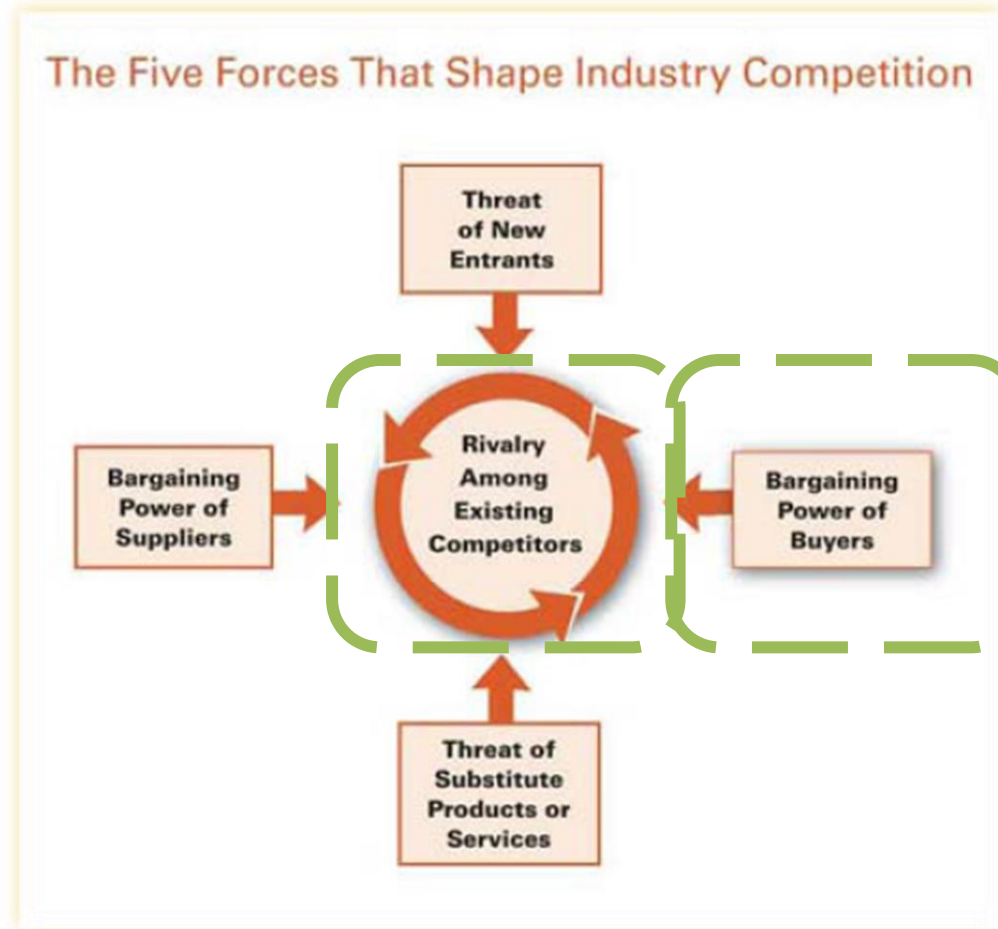 The Five Forces That Shape Industry Competition
Threat
of New
Entrants
Bargaining
Power of
Suppliers
Rivalry
Among
Existing
Competitors
Bargaining
Power of
Buyers
Threat of
Substitute
Products or
Services